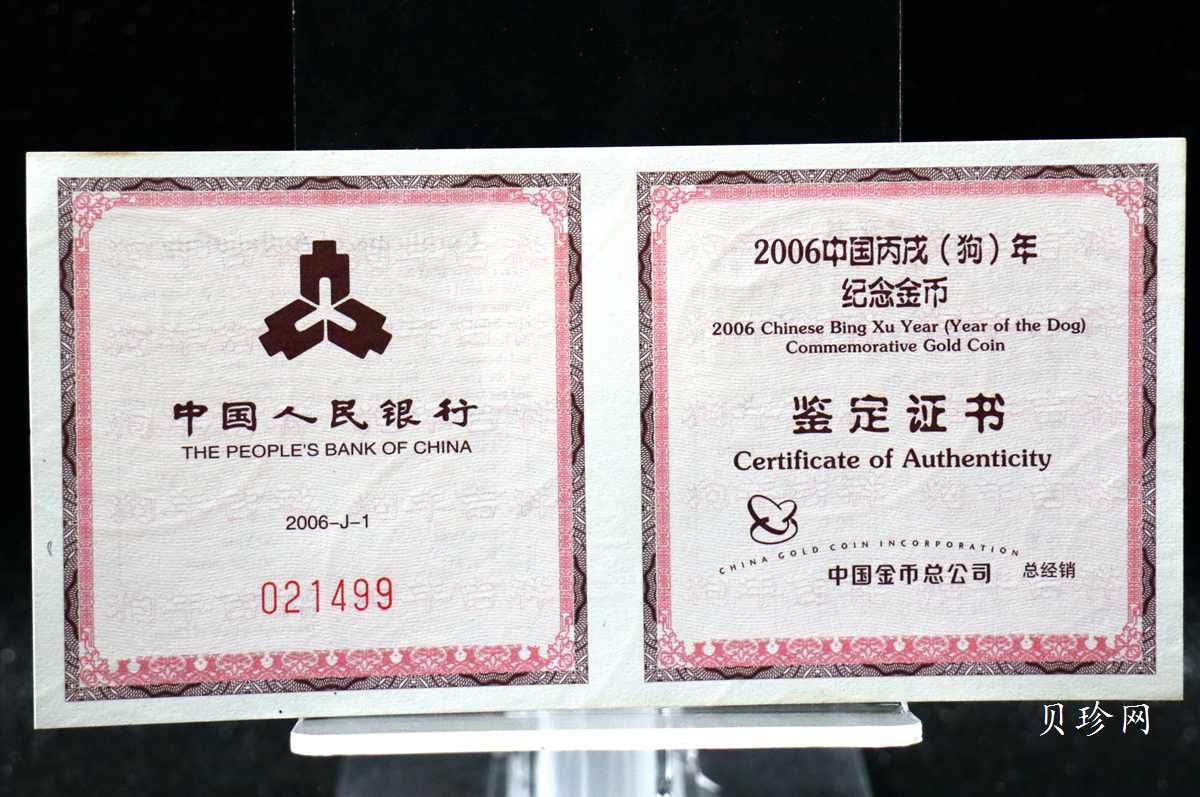 中国人民银行
THE PEOPLE'S BANK OF CHINA
2006-J-1
021499
2006中国丙戌（狗）年
纪念金币
2006 Chinese Bing Xu Year (Year of the Dog)
Commemorative Gold Coin
鉴定证书
Certificate of Authenticity
CHINA GOLD COIN INCORPORATION
中国金币总公司 总经销
贝珍网